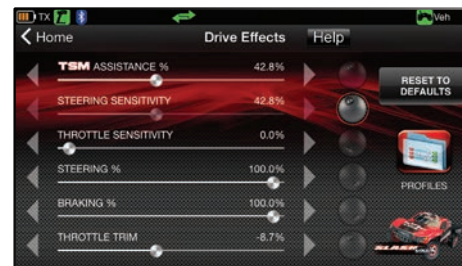 TX Veh
Home Drive Effects Help
TSM ASSISTANCE % 42.8%
STEERING SENSITIVITY 42.8%
THROTTLE SENSITIVITY 0.0%
STEERING % 100.0%
BRAKING % 100.0%
THROTTLE TRIM -8.7%
RESET TO
DEFAULTS
PROFILES
SLASH